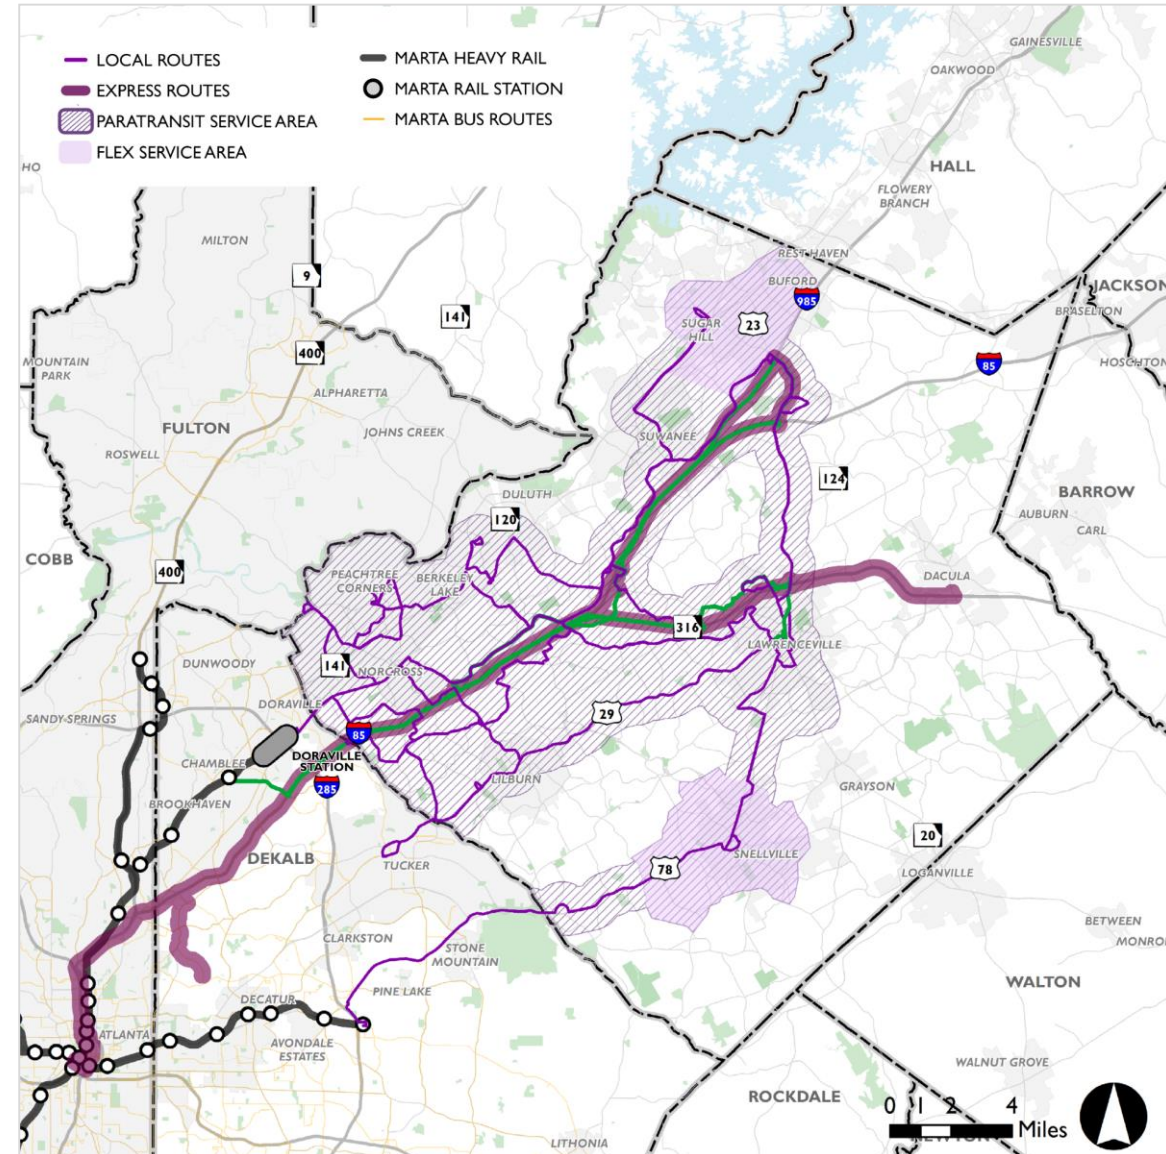 LOCAL ROUTES
EXPRESS ROUTES
PARATRANSIT SERVICE AREA
FLEX SERVICE AREA
MARTA HEAVY RAIL
MARTA RAIL STATION
MARTA BUS ROUTES
GAINESVILLE
OAKWOOD
HO
HALL
FLOWERY
BRANCH
MILTON
REST HAVEN
BUFORD
9
985
JACKSON
BRASELTON
141
SUGAR
HILL
23
MOUNTAIN
PARK
400
85
HOSCHTON
ALPHARETTA
FULTON
JOHNS CREEK
ROSWELL
SUWANEE
124
DULUTH
120
BARROW
AUBURN
CARL
COBB
400
PEACHTREE
CORNERS
BERKELEY
LAKE
DACULA
316
LAWRENCEVILLE
DUNWOODY
141
NORCROSS
SANDY SPRINGS
DORAVILLE
29
85
CHAMBLEE
DORAVILLE
STATION
285
LILBURN
BROOKHAVEN
GRAYSON
20
DEKALB
TUCKER
SNELLVILLE
78
LOGANVILLE
CLARKSTON
STONE
MOUNTAIN
BETWEEN
MONRO
PINE LAKE
WALTON
DECATUR
ATLANTA
AVONDALE
ESTATES
WALNUT GROVE
ROCKDALE
0 1 2 4
Miles
NEWTON
LITHONIA